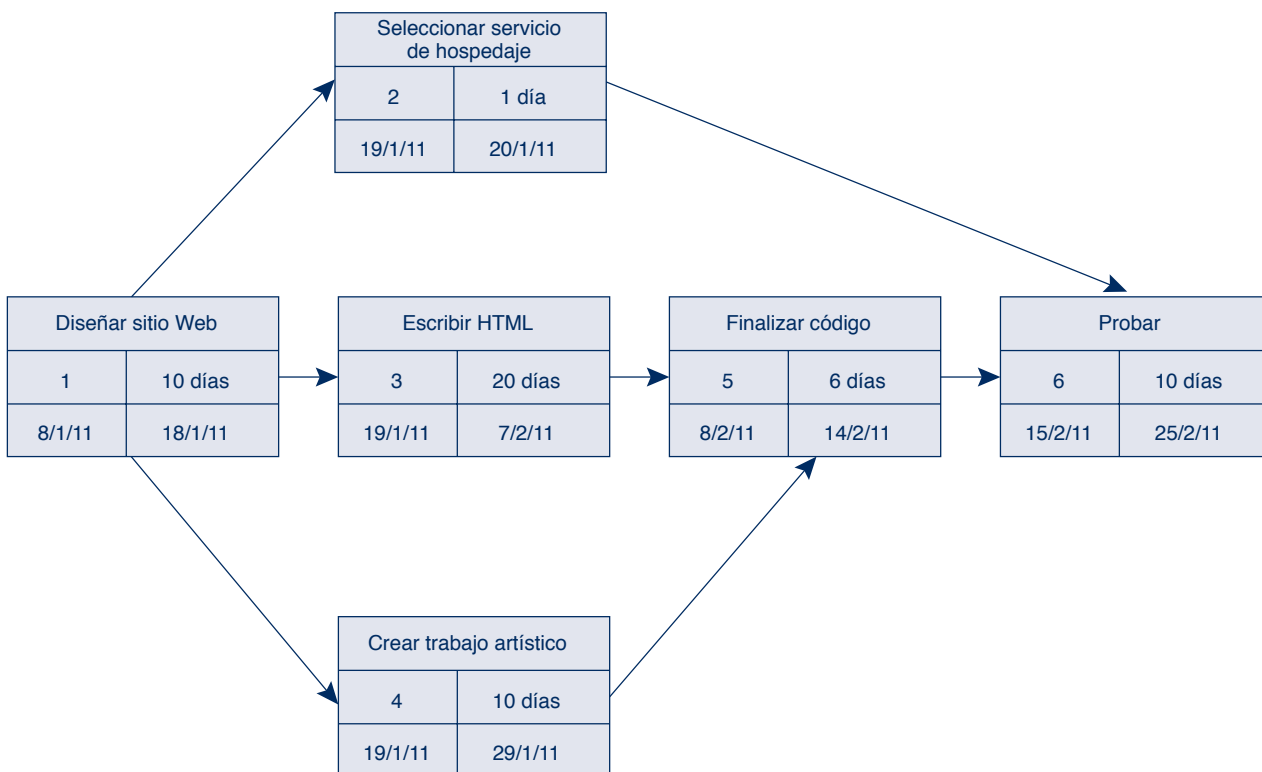 Seleccionar servicio
de hospedaje
2 1 día
19/1/11 20/1/11
Diseñar sitio Web
1 10 días
8/1/11 18/1/11
Escribir HTML
3 20 días
19/1/11 7/2/11
Finalizar código
5 6 días
8/2/11 14/2/11
Probar
6 10 días
15/2/11 25/2/11
Crear trabajo artístico
4 10 días
19/1/11 29/1/11